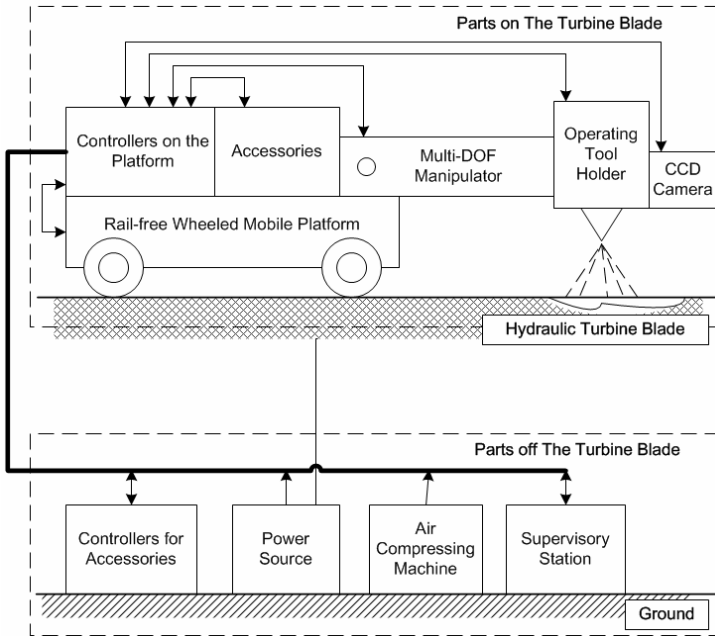 Parts on The Turbine Blade
Controllers on the
Platform
Accessories
Multi-DOF
Manipulator
Operating
Tool
Holder
CCD
Camera
Rail-free Wheeled Mobile Platform
Hydraulic Turbine Blade
Parts off The Turbine Blade
Controllers for
Accessories
Power
Source
Air
Compressing
Machine
Supervisory
Station
Ground